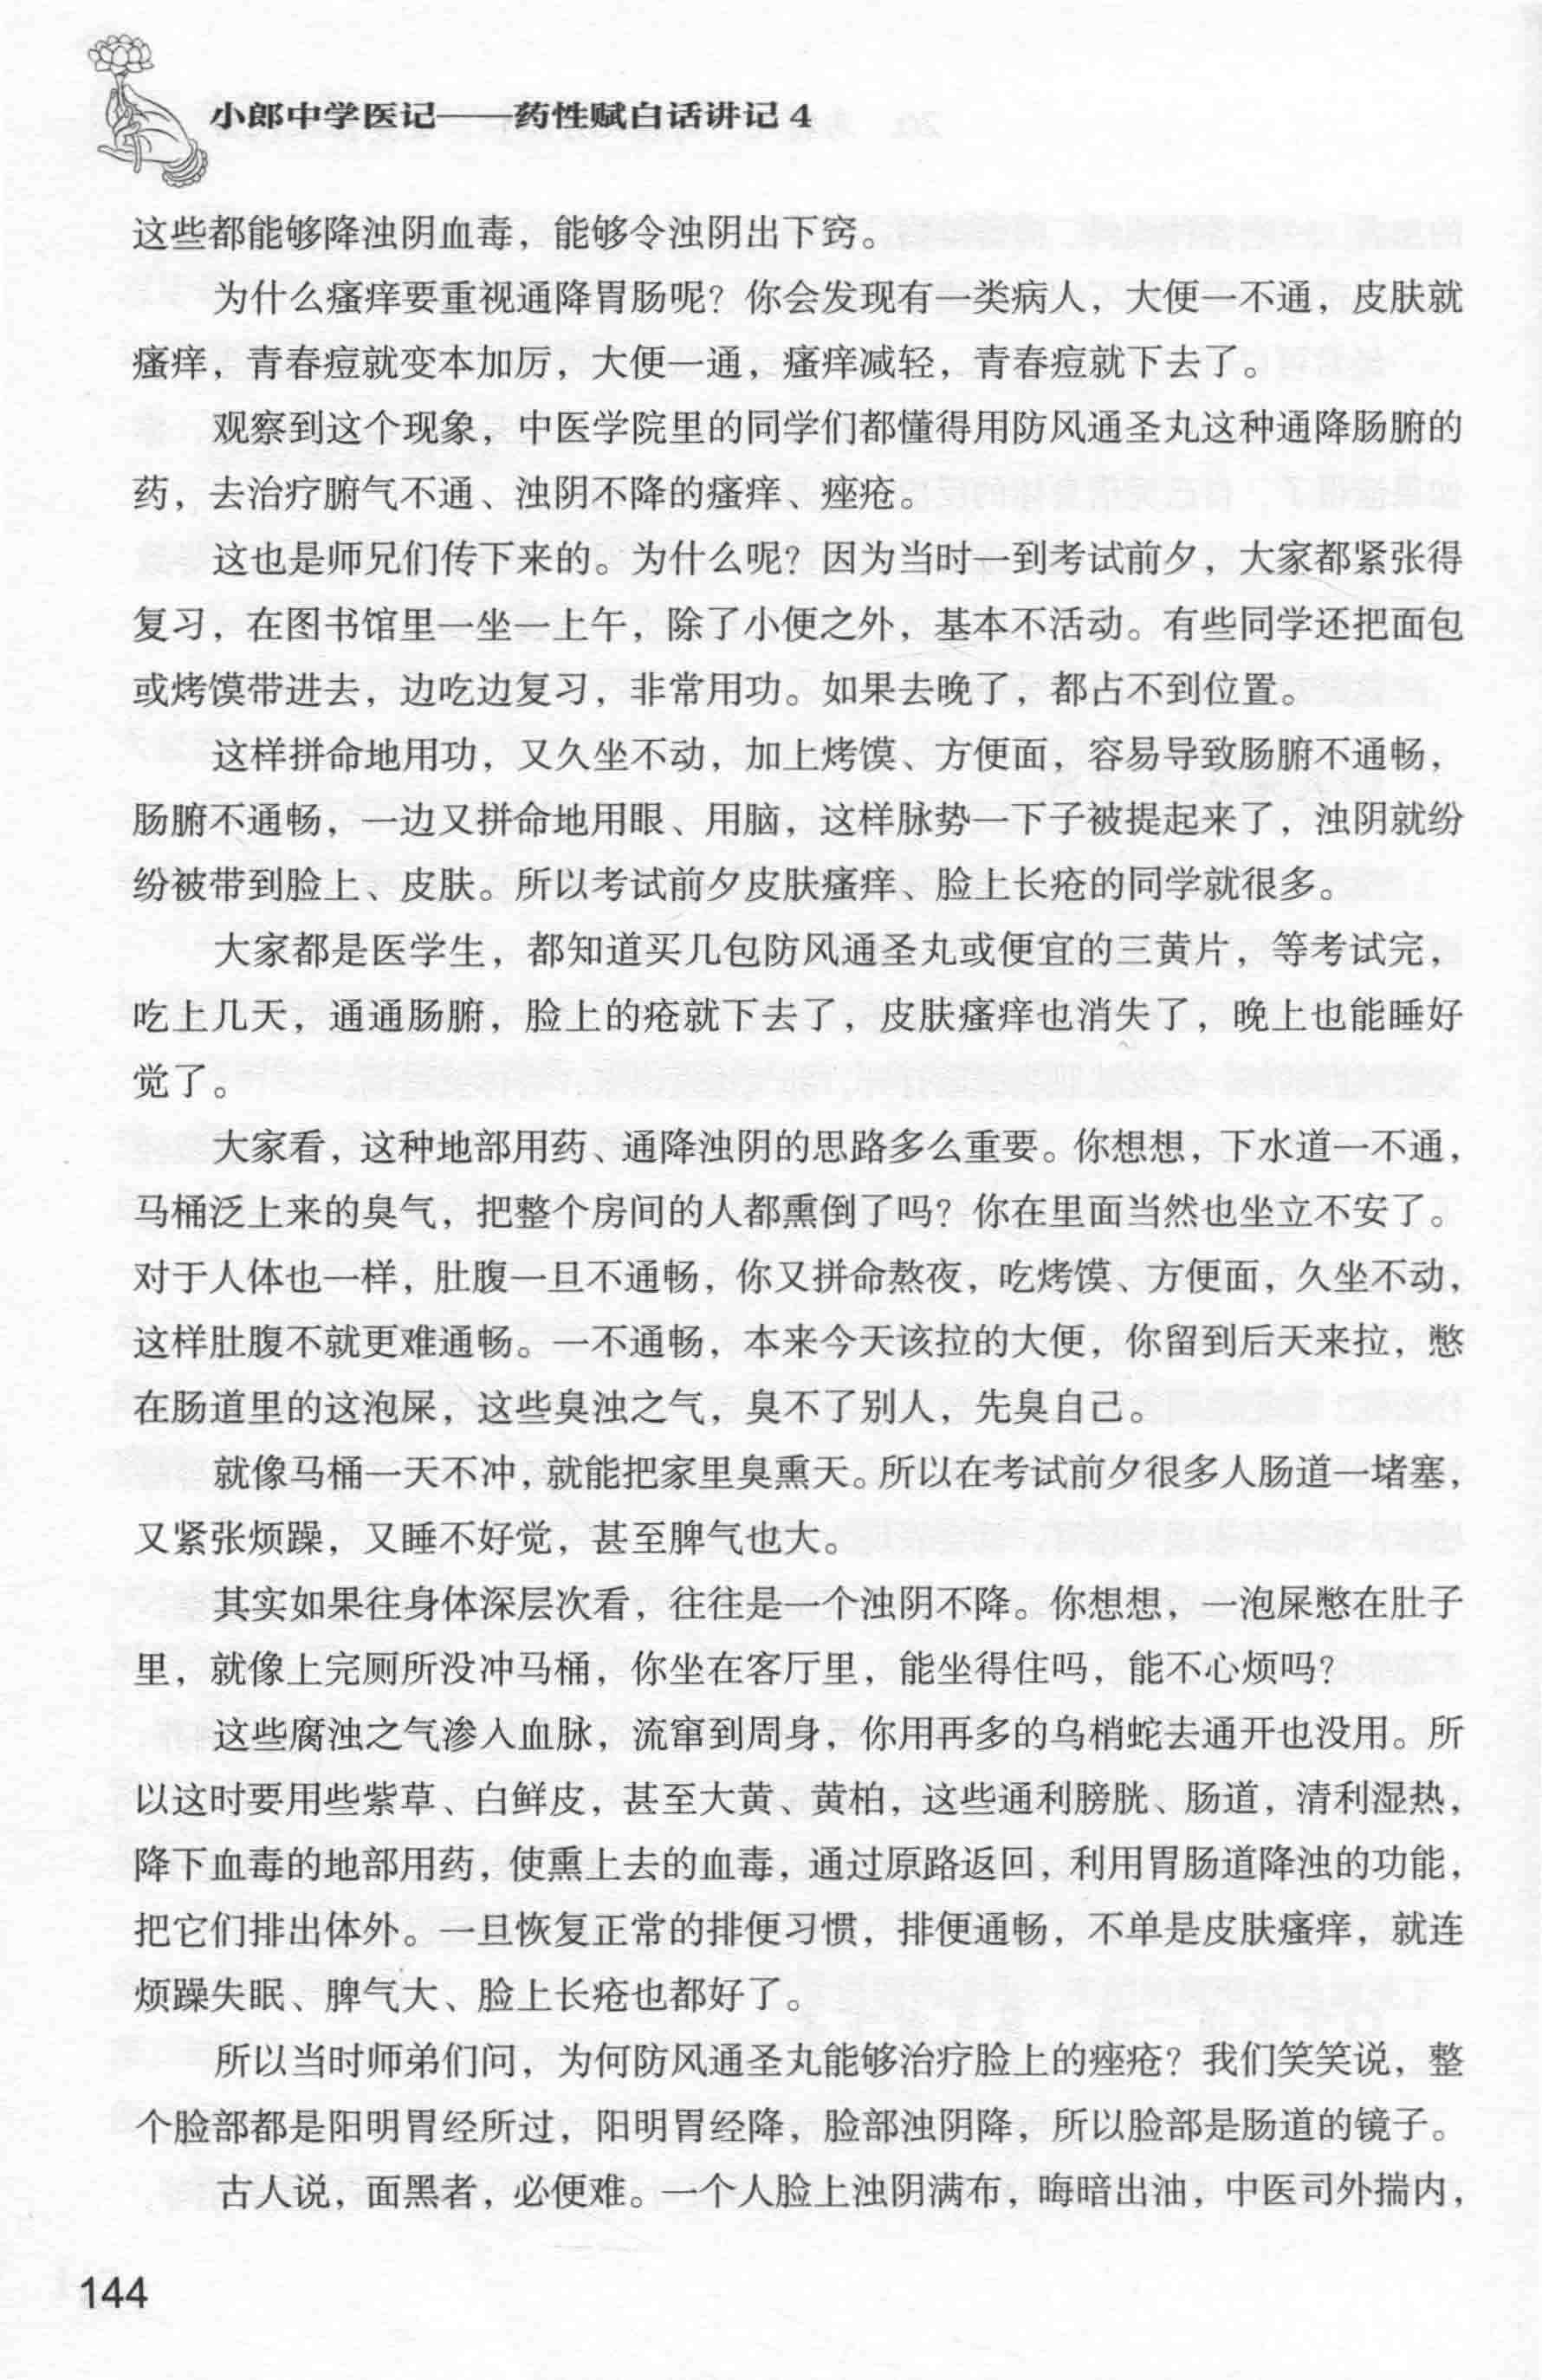 小郎中学医记——药性赋白话讲记4
这些都能够降浊阴血毒，能够令浊阴出下窍。
为什么瘙痒要重视通降胃肠呢？你会发现有一类病人，大便一不通，皮肤就
瘙痒，青春痘就变本加厉，大便一通，瘙痒减轻，青春痘就下去了。
观察到这个现象，中医学院里的同学们都懂得用防风通圣丸这种通降肠腑的
药，去治疗腑气不通、浊阴不降的瘙痒、痤疮。
这也是师兄们传下来的。为什么呢？因为当时一到考试前夕，大家都紧张得
复习，在图书馆里一坐一上午，除了小便之外，基本不活动。有些同学还把面包
或烤馍带进去，边吃边复习，非常用功。如果去晚了，都占不到位置。
这样拼命地用功，又久坐不动，加上烤馍、方便面，容易导致肠腑不通畅，
肠腑不通畅，一边又拼命地用眼、用脑，这样脉势一下子被提起来了，浊阴就纷
纷被带到脸上、皮肤。所以考试前夕皮肤瘙痒、脸上长疮的同学就很多。
大家都是医学生，都知道买几包防风通圣丸或便宜的三黄片，等考试完，
吃上几天，通通肠腑，脸上的疮就下去了，皮肤瘙痒也消失了，晚上也能睡好
觉了。
大家看，这种地部用药、通降浊阴的思路多么重要。你想想，下水道一不通，
马桶泛上来的臭气，把整个房间的人都熏倒了吗？你在里面当然也坐立不安了。
对于人体也一样，肚腹一旦不通畅，你又拼命熬夜，吃烤馍、方便面，久坐不动，
这样肚腹不就更难通畅。一不通畅，本来今天该拉的大便，你留到后天来拉，憋
在肠道里的这泡屎，这些臭浊之气，臭不了别人，先臭自己。
就像马桶一天不冲，就能把家里臭熏天。所以在考试前夕很多人肠道一堵塞，
又紧张烦躁，又睡不好觉，甚至脾气也大。
其实如果往身体深层次看，往往是一个浊阴不降。你想想，一泡屎憋在肚子
里，就像上完厕所没冲马桶，你坐在客厅里，能坐得住吗，能不心烦吗？
这些腐浊之气渗入血脉，流窜到周身，你用再多的乌梢蛇去通开也没用。所
以这时要用些紫草、白鲜皮，甚至大黄、黄柏，这些通利膀胱、肠道，清利湿热，
降下血毒的地部用药，使熏上去的血毒，通过原路返回，利用胃肠道降浊的功能，
把它们排出体外。一旦恢复正常的排便习惯，排便通畅，不单是皮肤瘙痒，就连
烦躁失眠、脾气大、脸上长疮也都好了。
所以当时师弟们问，为何防风通圣丸能够治疗脸上的痤疮？我们笑笑说，整
个脸部都是阳明胃经所过，阳明胃经降，脸部浊阴降，所以脸部是肠道的镜子。
古人说，面黑者，必便难。一个人脸上浊阴满布，晦暗出油，中医司外揣内，
144